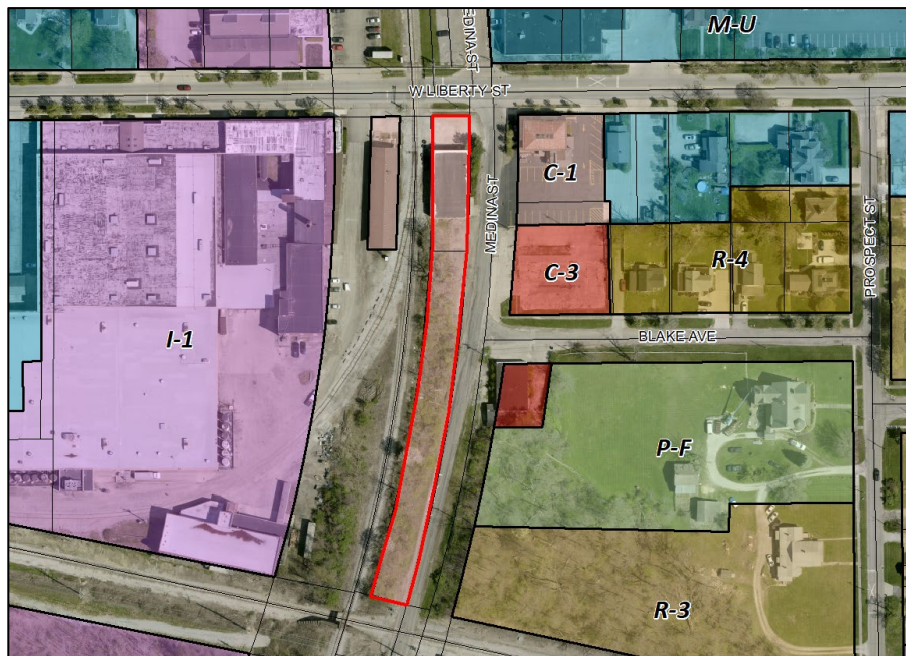 M-U
EDINA ST
W LIBERTY ST
C-1
MEDINA ST
PROSPECT ST
C-3
R-4
I-1
BLAKE AVE
P-F
R-3